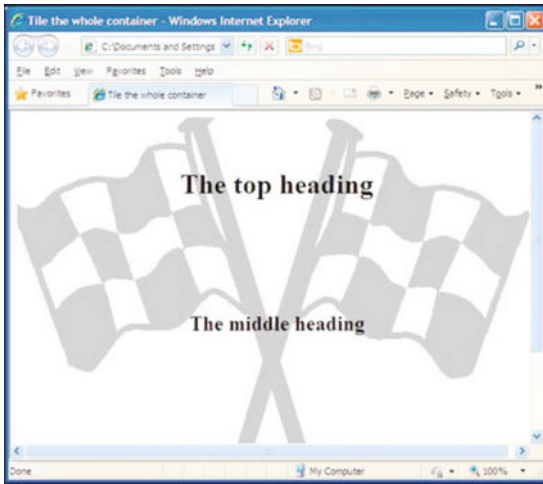 Tile the whole container - Windows Internet Explorer
C:\Documents and Settings
Bing
File Edit View Favorites Tools Help
Favorites Tile the whole container Page Safety Tools »
The top heading
The middle heading
Done My Computer 100%